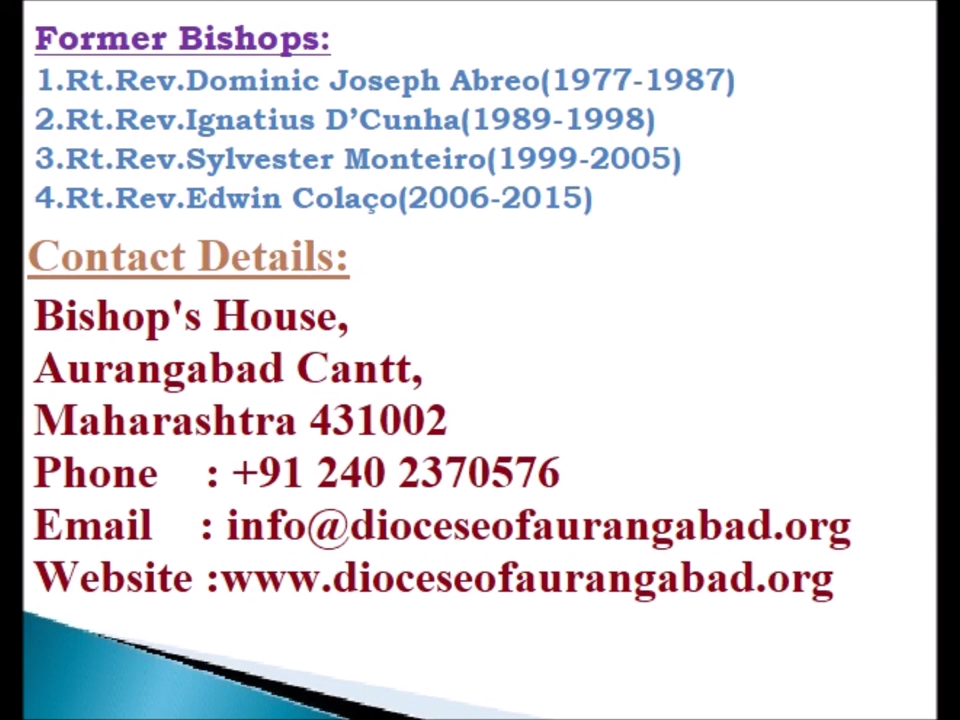 Former Bishops:
1.Rt.Rev.Dominic Joseph Abreo(1977-1987)
2.Rt.Rev.Ignatius D’Cunha(1989-1998)
3.Rt.Rev.Sylvester Monteiro(1999-2005)
4.Rt.Rev.Edwin Colaço(2006-2015)
Contact Details:
Bishop's House,
Aurangabad Cantt,
Maharashtra 431002
Phone : +91 240 2370576
Email : info@dioceseofaurangabad.org
Website :www.dioceseofaurangabad.org